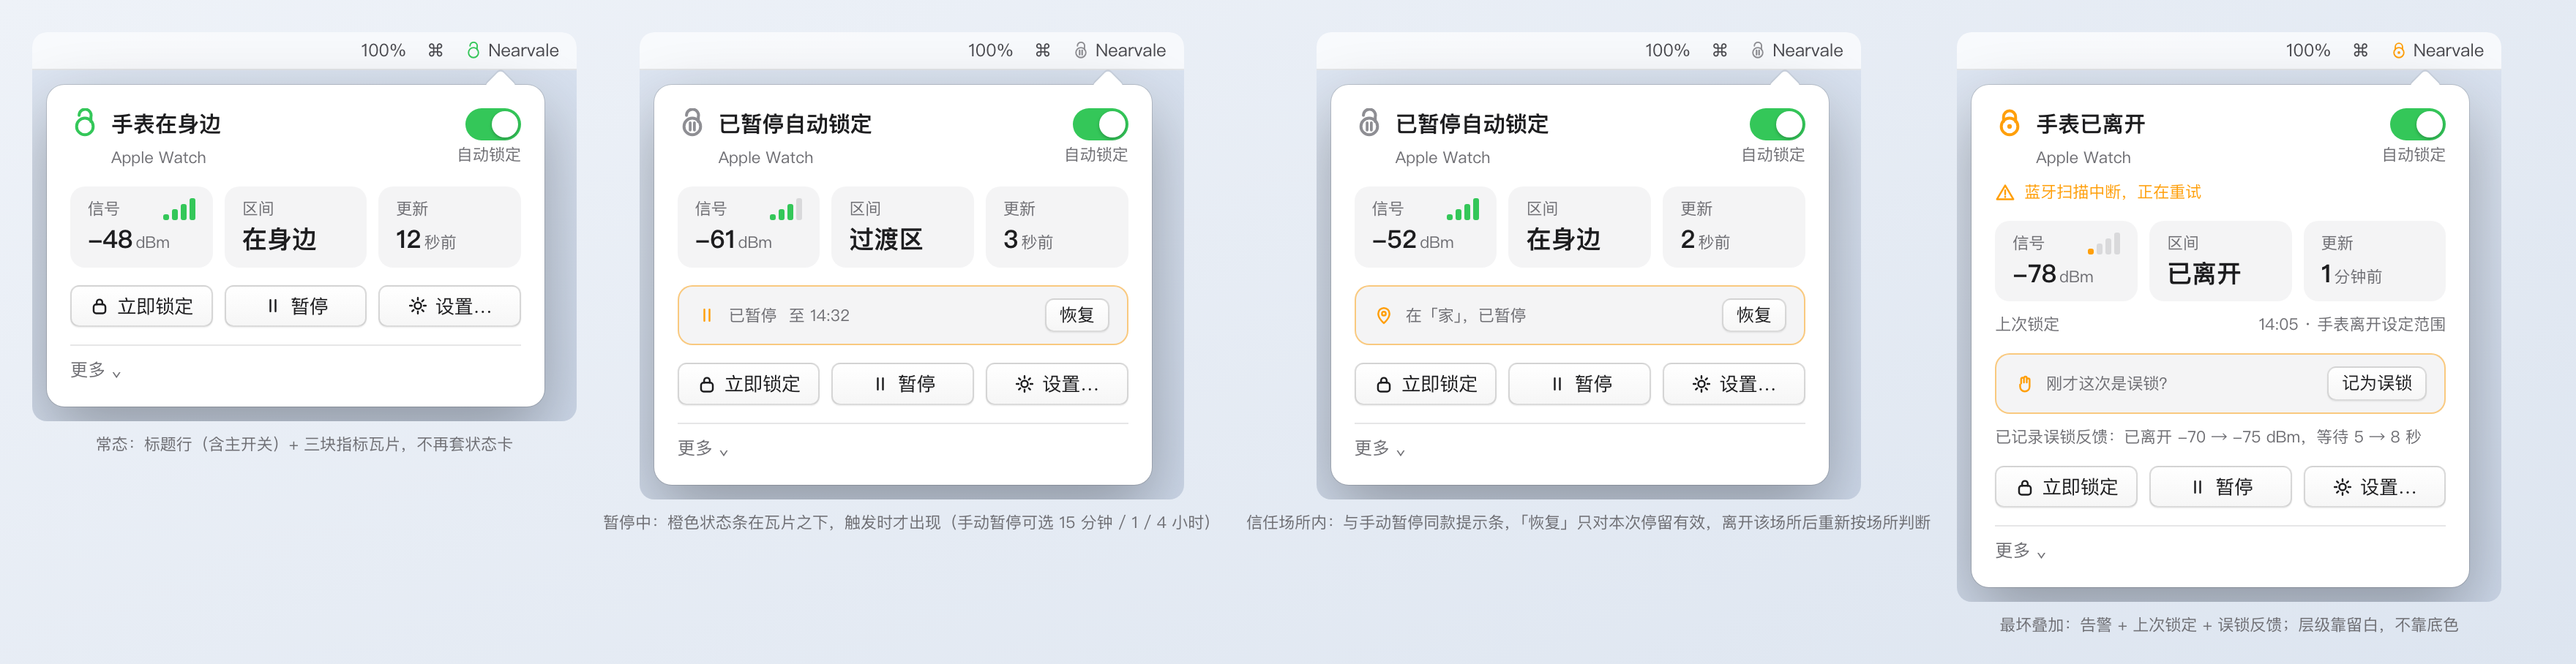 100% ⌘ Nearvale
手表在身边
Apple Watch
自动锁定
信号
−48 dBm
区间
在身边
更新
12 秒前
立即锁定
暂停
设置…
更多
常态：标题行（含主开关）+ 三块指标瓦片，不再套状态卡
100% ⌘ Nearvale
已暂停自动锁定
Apple Watch
自动锁定
信号
−61 dBm
区间
过渡区
更新
3 秒前
已暂停 至 14:32
恢复
立即锁定
暂停
设置…
更多
暂停中：橙色状态条在瓦片之下，触发时才出现（手动暂停可选 15 分钟 / 1 / 4 小时）
100% ⌘ Nearvale
已暂停自动锁定
Apple Watch
自动锁定
信号
−52 dBm
区间
在身边
更新
2 秒前
在「家」，已暂停
恢复
立即锁定
暂停
设置…
更多
信任场所内：与手动暂停同款提示条，「恢复」只对本次停留有效，离开该场所后重新按场所判断
100% ⌘ Nearvale
手表已离开
Apple Watch
自动锁定
蓝牙扫描中断，正在重试
信号
−78 dBm
区间
已离开
更新
1 分钟前
上次锁定
14:05 · 手表离开设定范围
刚才这次是误锁？
记为误锁
已记录误锁反馈：已离开 −70 → −75 dBm，等待 5 → 8 秒
立即锁定
暂停
设置…
更多
最坏叠加：告警 + 上次锁定 + 误锁反馈；层级靠留白，不靠底色